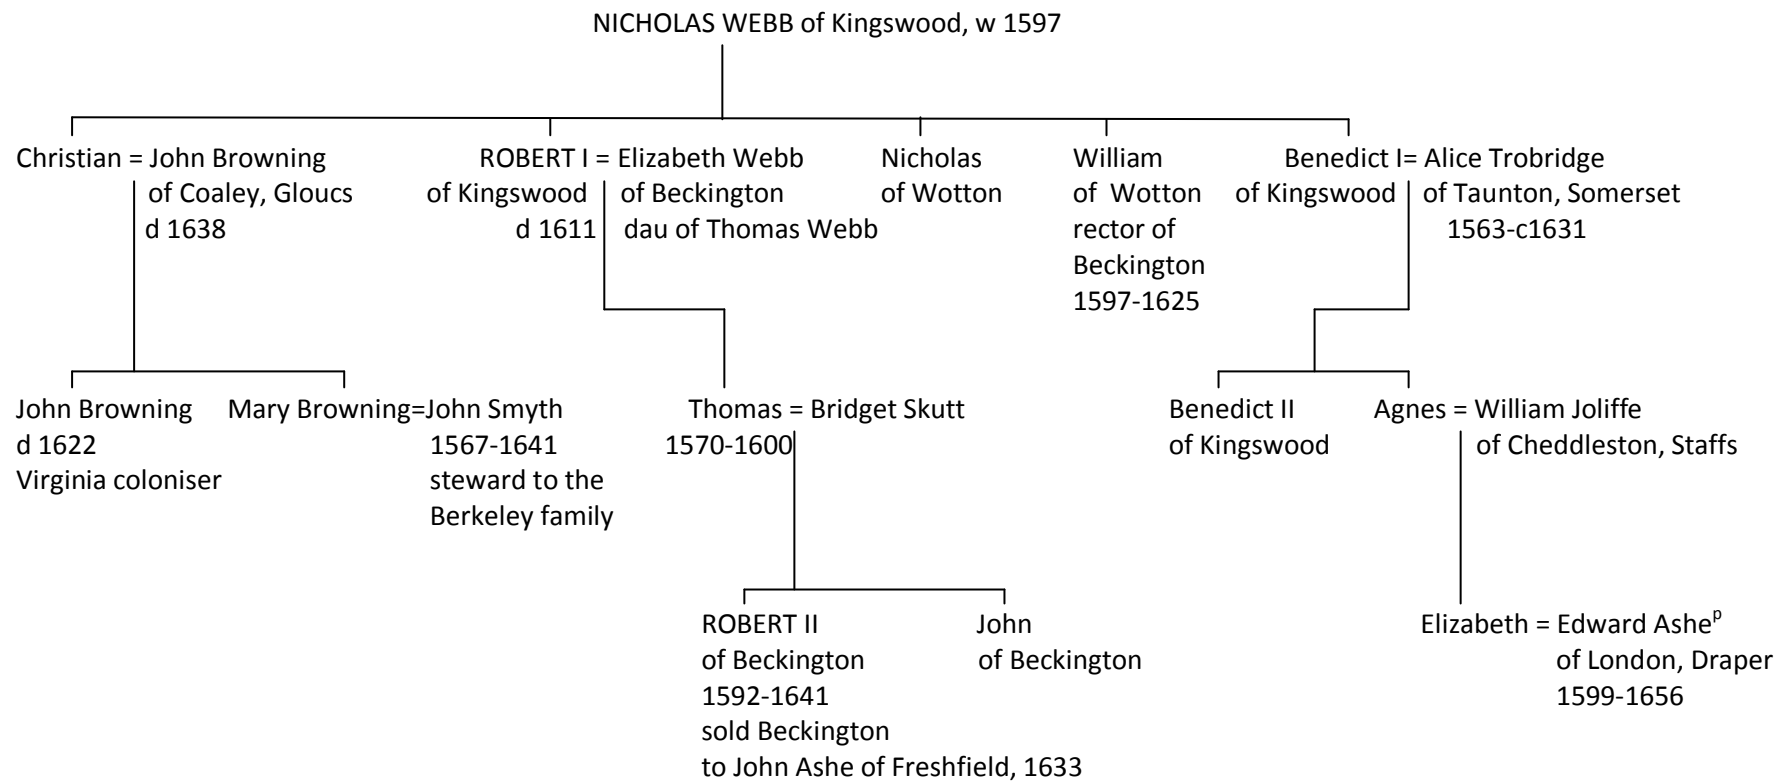 NICHOLAS WEBB of Kingswood, w 1597
Christian = John Browning
of Coaley, Gloucs
d 1638
ROBERT I = Elizabeth Webb
of Kingswood of Beckington
d 1611 dau of Thomas Webb
Nicholas
of Wotton
William
of Wotton
rector of
Beckington
1597-1625
Benedict I= Alice Trobridge
of Kingswood of Taunton, Somerset
1563-c1631
John Browning
d 1622
Virginia coloniser
Mary Browning=John Smyth
1567-1641
steward to the
Berkeley family
Thomas = Bridget Skutt
1570-1600
Benedict II
of Kingswood
Agnes = William Joliffe
of Cheddleston, Staffs
ROBERT II
of Beckington
1592-1641
sold Beckington
to John Ashe of Freshfield, 1633
John
of Beckington
Elizabeth = Edward Asheᵖ
of London, Draper
1599-1656